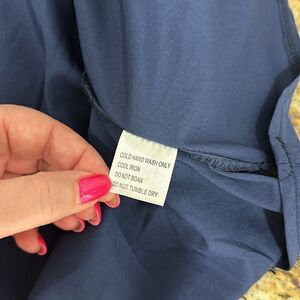 COLD HAND WASH ONLY
COOL IRON
DO NOT SOAK
DO NOT TUMBLE DRY